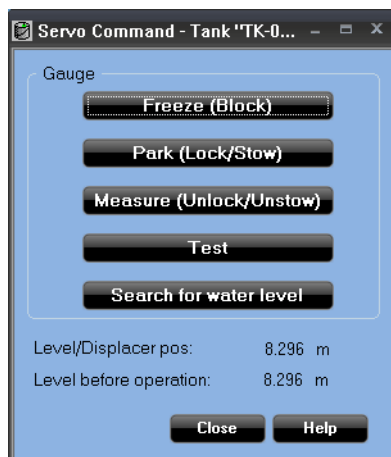 Servo Command - Tank "TK-0...
Gauge
Freeze (Block)
Park (Lock/Stow)
Measure (Unlock/Unstow)
Test
Search for water level
Level/Displacer pos: 8.296 m
Level before operation: 8.296 m
Close Help